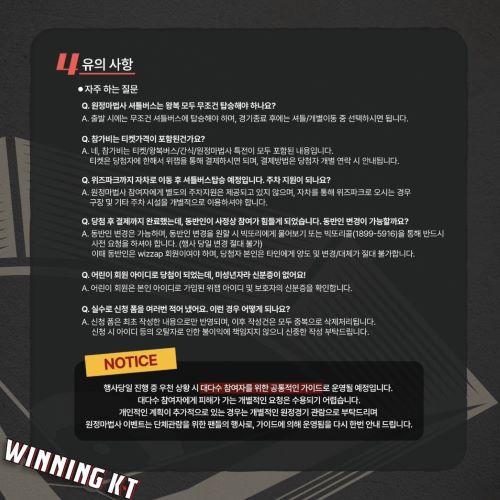 4 유의 사항
● 자주 하는 질문
Q. 원정마법사 셔틀버스는 왕복 모두 무조건 탑승해야 하나요?
A. 출발 시에는 무조건 셔틀버스에 탑승해야 하며, 경기종료 후에는 셔틀/개별이동 중 선택하시면 됩니다.
Q. 참가비는 티켓가격이 포함된건가요?
A. 네, 참가비는 티켓/왕복버스/간식/원정마법사 특전이 모두 포함된 내용입니다.
티켓은 당첨자에 한해서 위잽을 통해 결제하시면 되며, 결제방법은 당첨자 개별 연락 시 안내됩니다.
Q. 위즈파크까지 자차로 이동 후 셔틀버스탑승 예정입니다. 주차 지원이 되나요?
A. 원정마법사 참여자에게 별도의 주차지원은 제공되고 있지 않으며, 자차를 통해 위즈파크로 오시는 경우
구장 및 기타 주차 시설을 개별적으로 이용하셔야 합니다.
Q. 당첨 후 결제까지 완료했는데, 동반인이 사정상 참여가 힘들게 되었습니다. 동반인 변경이 가능할까요?
A. 동반인 변경은 가능하며, 동반인 변경을 원할 시 빅또리에게 물어보기 또는 빅또리콜(1899-5916)을 통해 반드시
사전 요청을 하셔야 합니다. (행사 당일 변경 절대 불가)
이때 동반인은 wizzap 회원이여야 하며, 당첨자 본인은 타인에게 양도 및 변경/대체가 절대 불가합니다.
Q. 어린이 회원 아이디로 당첨이 되었는데, 미성년자라 신분증이 없어요!
A. 어린이 회원은 본인 아이디로 가입된 위잽 아이디 및 보호자의 신분증을 확인합니다.
Q. 실수로 신청 폼을 여러번 적어 냈어요. 이런 경우 어떻게 되나요?
A. 신청 폼은 최초 작성한 내용으로만 반영되며, 이후 작성건은 모두 중복으로 삭제처리됩니다.
신청 시 아이디 등의 오탈자로 인한 불이익에 책임지지 않으니 신중한 작성 부탁드립니다.
NOTICE
행사당일 진행 중 우천 상황 시 대다수 참여자를 위한 공통적인 가이드로 운영될 예정입니다.
대다수 참여자에게 피해가 가는 개별적인 요청은 수용되기 어렵습니다.
개인적인 계획이 추가적으로 있는 경우는 개별적인 원정경기 관람으로 부탁드리며
원정마법사 이벤트는 단체관람을 위한 팬들의 행사로, 가이드에 의해 운영됨을 다시 한번 안내 드립니다.
WINNING KT